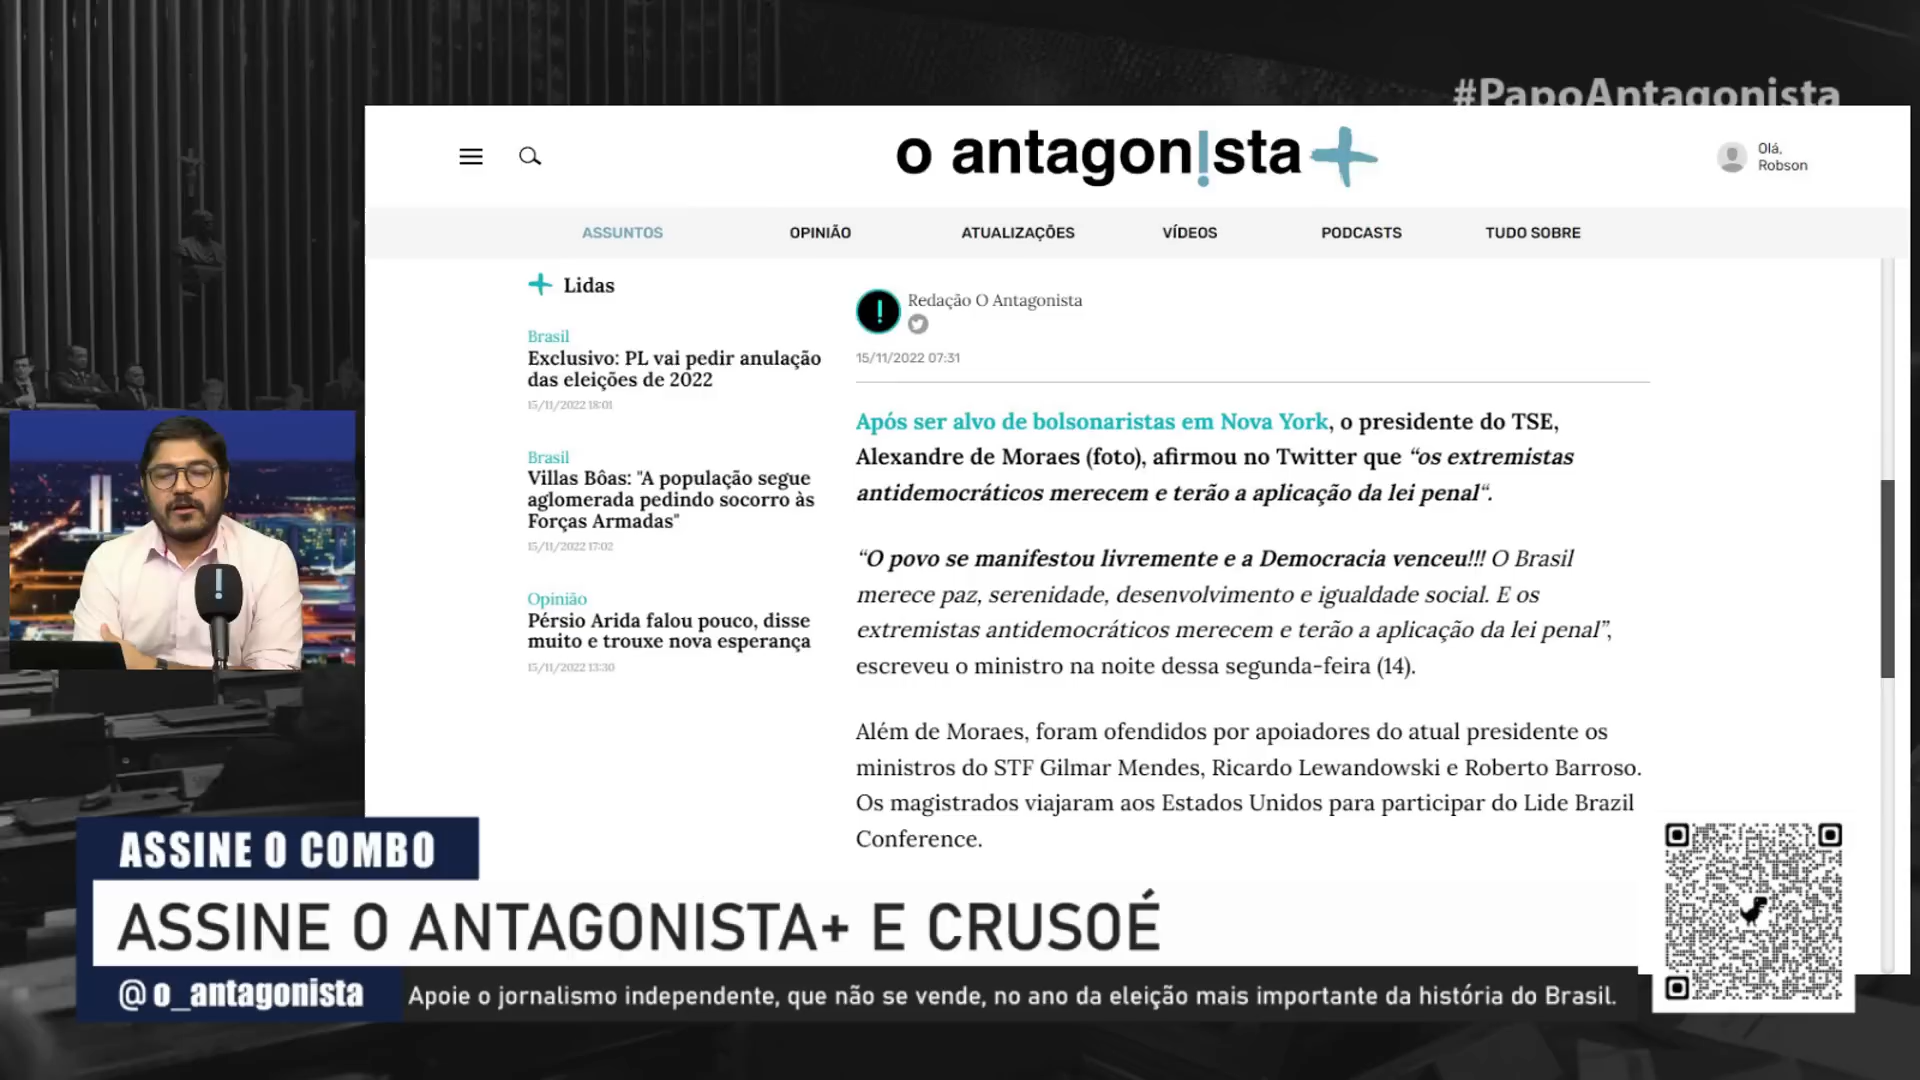 #PapoAntagonista
o antagon!sta+
Olá,
Robson
ASSUNTOS
OPINIÃO
ATUALIZAÇÕES
VÍDEOS
PODCASTS
TUDO SOBRE
+ Lidas
Brasil
Exclusivo: PL vai pedir anulação
das eleições de 2022
15/11/2022 18:01
Brasil
Villas Bôas: "A população segue
aglomerada pedindo socorro às
Forças Armadas"
15/11/2022 17:02
Opinião
Pérsio Arida falou pouco, disse
muito e trouxe nova esperança
15/11/2022 13:30
!
Redação O Antagonista
15/11/2022 07:31
Após ser alvo de bolsonaristas em Nova York, o presidente do TSE,
Alexandre de Moraes (foto), afirmou no Twitter que “os extremistas
antidemocráticos merecem e terão a aplicação da lei penal“.
“O povo se manifestou livremente e a Democracia venceu!!! O Brasil
merece paz, serenidade, desenvolvimento e igualdade social. E os
extremistas antidemocráticos merecem e terão a aplicação da lei penal”,
escreveu o ministro na noite dessa segunda-feira (14).
Além de Moraes, foram ofendidos por apoiadores do atual presidente os
ministros do STF Gilmar Mendes, Ricardo Lewandowski e Roberto Barroso.
Os magistrados viajaram aos Estados Unidos para participar do Lide Brazil
Conference.
ASSINE O COMBO
ASSINE O ANTAGONISTA+ E CRUSOÉ
@o_antagonista
Apoie o jornalismo independente, que não se vende, no ano da eleição mais importante da história do Brasil.